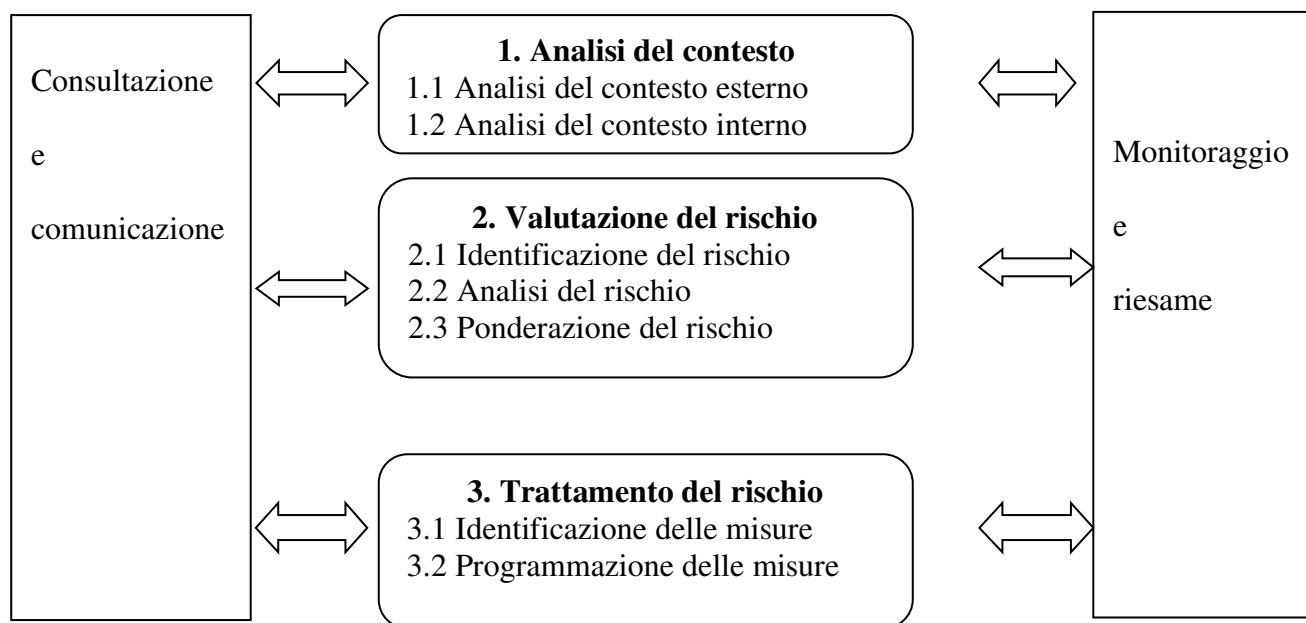 Consultazione
e
comunicazione
1. Analisi del contesto
1.1 Analisi del contesto esterno
1.2 Analisi del contesto interno
2. Valutazione del rischio
2.1 Identificazione del rischio
2.2 Analisi del rischio
2.3 Ponderazione del rischio
3. Trattamento del rischio
3.1 Identificazione delle misure
3.2 Programmazione delle misure
Monitoraggio
e
riesame